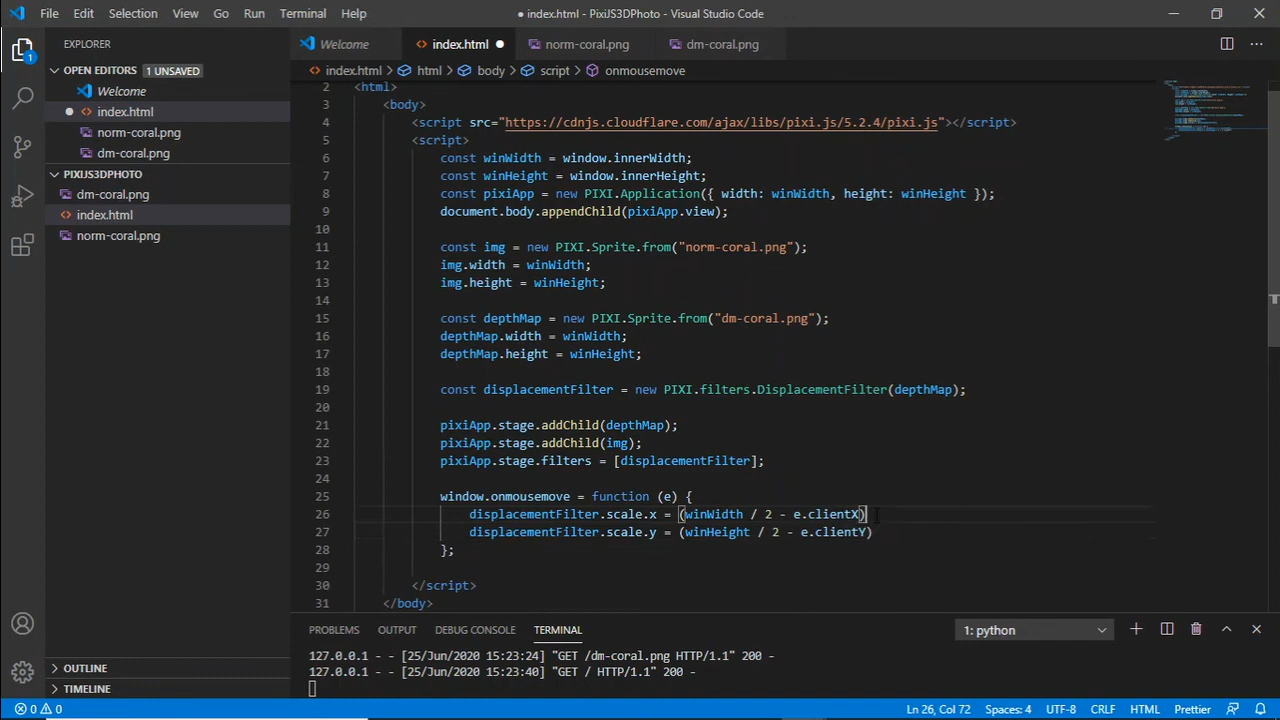 File Edit Selection View Go Run Terminal Help
● index.html - PixiJS3DPhoto - Visual Studio Code
EXPLORER
OPEN EDITORS 1 UNSAVED
Welcome
index.html
norm-coral.png
dm-coral.png
PIXIJS3DPHOTO
dm-coral.png
index.html
norm-coral.png
OUTLINE
TIMELINE
1
Welcome index.html norm-coral.png dm-coral.png
index.html > html > body > script > onmousemove
2 <html>
3 <body>
4 <script src="https://cdnjs.cloudflare.com/ajax/libs/pixi.js/5.2.4/pixi.js"></script>
5 <script>
6 const winWidth = window.innerWidth;
7 const winHeight = window.innerHeight;
8 const pixiApp = new PIXI.Application({ width: winWidth, height: winHeight });
9 document.body.appendChild(pixiApp.view);
10
11 const img = new PIXI.Sprite.from("norm-coral.png");
12 img.width = winWidth;
13 img.height = winHeight;
14
15 const depthMap = new PIXI.Sprite.from("dm-coral.png");
16 depthMap.width = winWidth;
17 depthMap.height = winHeight;
18
19 const displacementFilter = new PIXI.filters.DisplacementFilter(depthMap);
20
21 pixiApp.stage.addChild(depthMap);
22 pixiApp.stage.addChild(img);
23 pixiApp.stage.filters = [displacementFilter];
24
25 window.onmousemove = function (e) {
26 displacementFilter.scale.x = (winWidth / 2 - e.clientX)
27 displacementFilter.scale.y = (winHeight / 2 - e.clientY)
28 };
29
30 </script>
31 </body>
PROBLEMS OUTPUT DEBUG CONSOLE TERMINAL 1: python
127.0.0.1 - - [25/Jun/2020 15:23:24] "GET /dm-coral.png HTTP/1.1" 200 -
127.0.0.1 - - [25/Jun/2020 15:23:40] "GET / HTTP/1.1" 200 -
0 0 Ln 26, Col 72 Spaces: 4 UTF-8 CRLF HTML Prettier